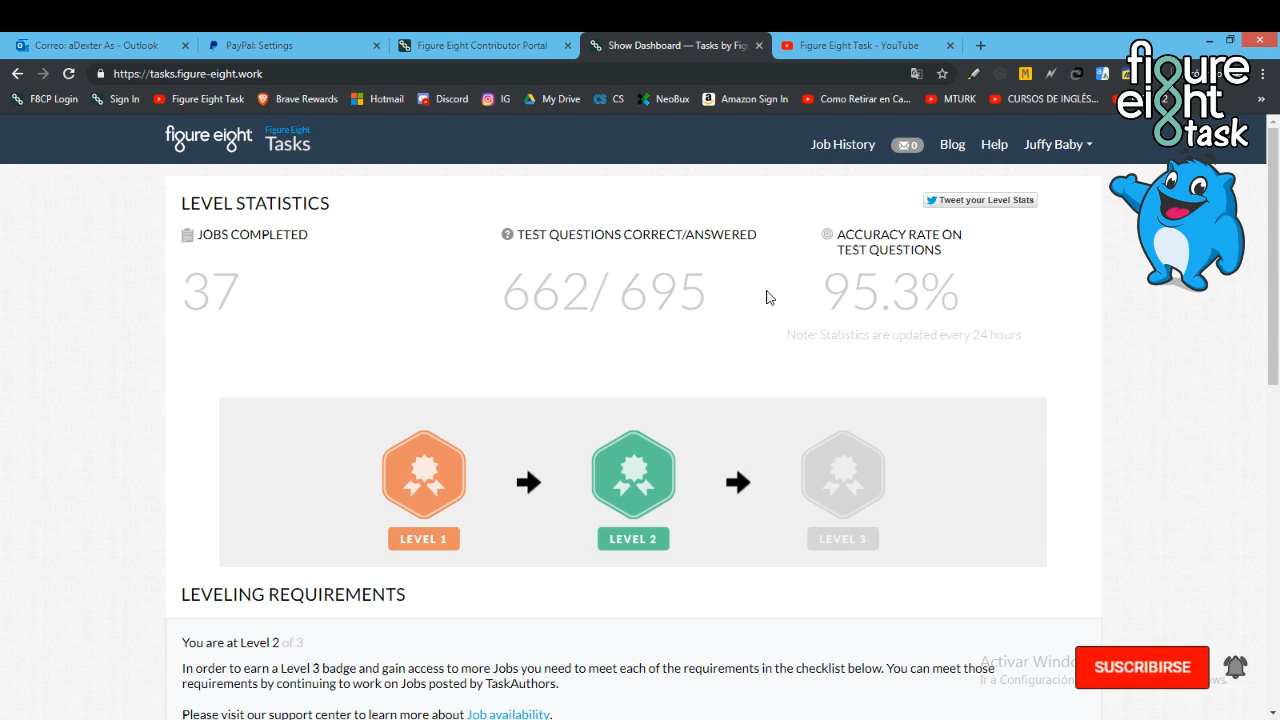 Correo: aDexter As - Outlook
PayPal: Settings
Figure Eight Contributor Portal
Show Dashboard — Tasks by Fig
Figure Eight Task - YouTube
https://tasks.figure-eight.work
F8CP Login
Sign In
Figure Eight Task
Brave Rewards
Hotmail
Discord
IG
My Drive
CS
NeoBux
Amazon Sign In
Como Retirar en Ca...
MTURK
CURSOS DE INGLÉS...
2
»
figure
eight
task
figure eight
Figure Eight
Tasks
Job History
0
Blog
Help
Juffy Baby
LEVEL STATISTICS
Tweet your Level Stats
JOBS COMPLETED
TEST QUESTIONS CORRECT/ANSWERED
ACCURACY RATE ON
TEST QUESTIONS
37
662/ 695
95.3%
Note: Statistics are updated every 24 hours
LEVEL 1
LEVEL 2
LEVEL 3
LEVELING REQUIREMENTS
You are at Level 2 of 3
In order to earn a Level 3 badge and gain access to more Jobs you need to meet each of the requirements in the checklist below. You can meet those
requirements by continuing to work on Jobs posted by TaskAuthors.
Please visit our support center to learn more about Job availability.
Activar Windo
Ir a Configuración
ws.
SUSCRIBIRSE